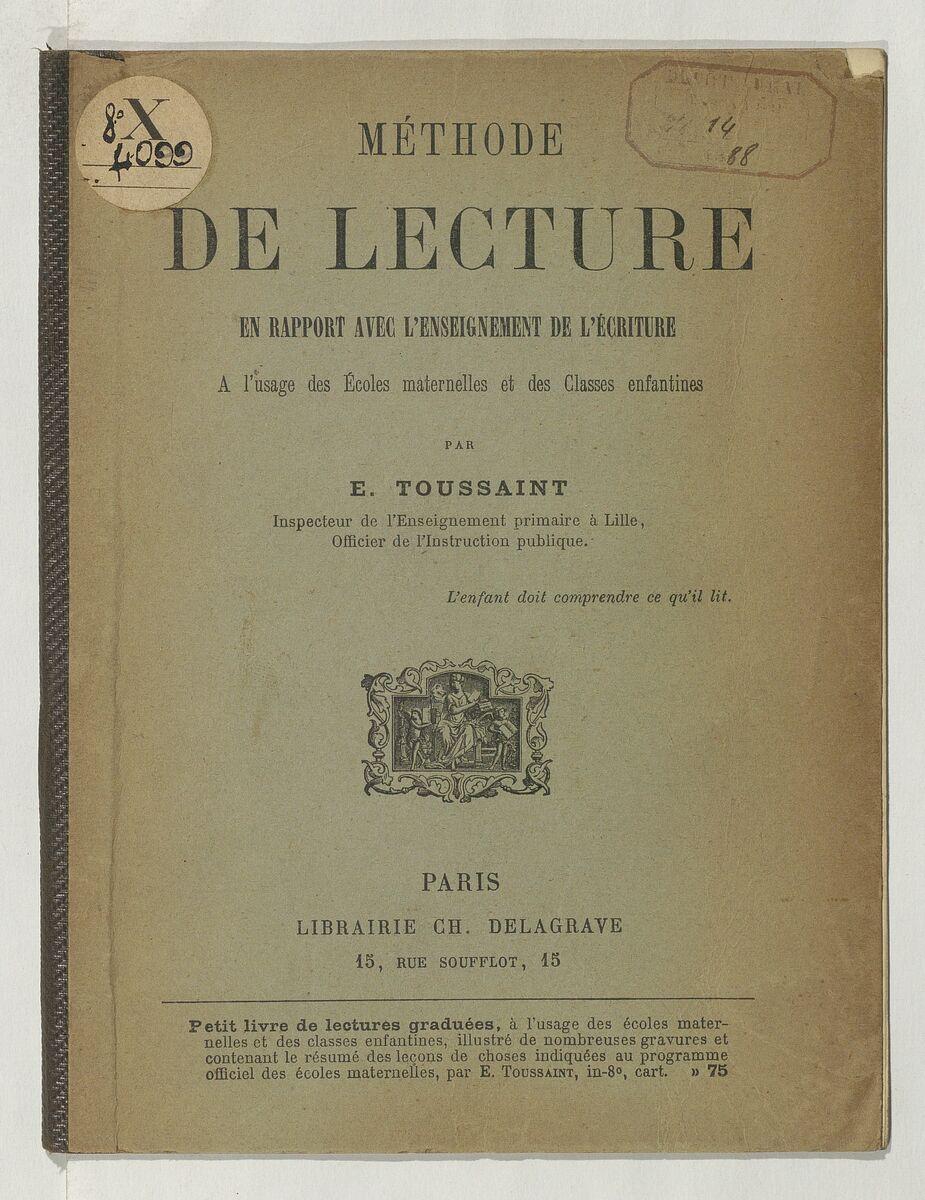 8º X
4099
14
88
MÉTHODE
DE LECTURE
EN RAPPORT AVEC L'ENSEIGNEMENT DE L'ÉCRITURE
A l'usage des Écoles maternelles et des Classes enfantines
PAR
E. TOUSSAINT
Inspecteur de l'Enseignement primaire à Lille,
Officier de l'Instruction publique.
L'enfant doit comprendre ce qu'il lit.
PARIS
LIBRAIRIE CH. DELAGRAVE
15, RUE SOUFFLOT, 15
Petit livre de lectures graduées, à l'usage des écoles mater-
nelles et des classes enfantines, illustré de nombreuses gravures et
contenant le résumé des leçons de choses indiquées au programme
officiel des écoles maternelles, par E. TOUSSAINT, in-8º, cart. » 75